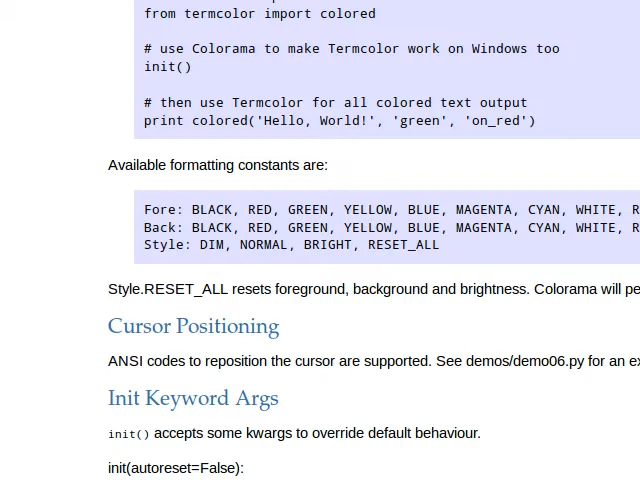 from termcolor import colored
# use Colorama to make Termcolor work on Windows too
init()
# then use Termcolor for all colored text output
print colored('Hello, World!', 'green', 'on_red')
Available formatting constants are:
Fore: BLACK, RED, GREEN, YELLOW, BLUE, MAGENTA, CYAN, WHITE, R
Back: BLACK, RED, GREEN, YELLOW, BLUE, MAGENTA, CYAN, WHITE, R
Style: DIM, NORMAL, BRIGHT, RESET_ALL
Style.RESET_ALL resets foreground, background and brightness. Colorama will pe
Cursor Positioning
ANSI codes to reposition the cursor are supported. See demos/demo06.py for an ex
Init Keyword Args
init() accepts some kwargs to override default behaviour.
init(autoreset=False):